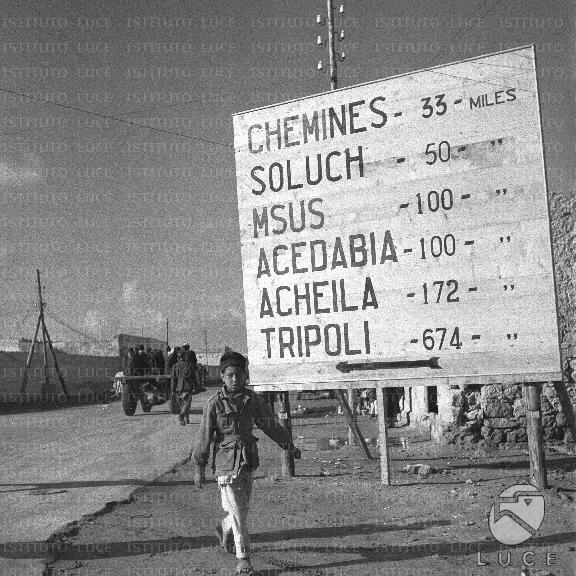 CHEMINES - 33 - MILES
SOLUCH - 50 - "
MSUS - 100 - "
ACEDABIA - 100 - "
ACHEILA - 172 - "
TRIPOLI - 674 - "
ISTITUTO LUCE
LUCE